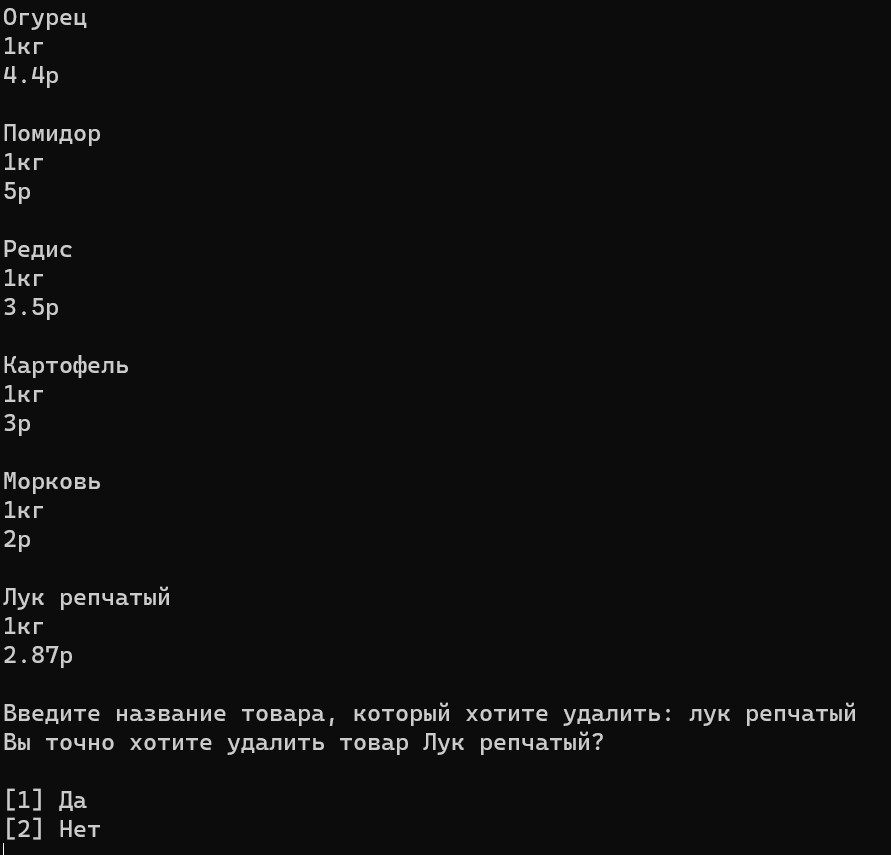 Огурец
1кг
4.4р
Помидор
1кг
5р
Редис
1кг
3.5р
Картофель
1кг
3р
Морковь
1кг
2р
Лук репчатый
1кг
2.87р
Введите название товара, который хотите удалить: лук репчатый
Вы точно хотите удалить товар Лук репчатый?
[1] Да
[2] Нет